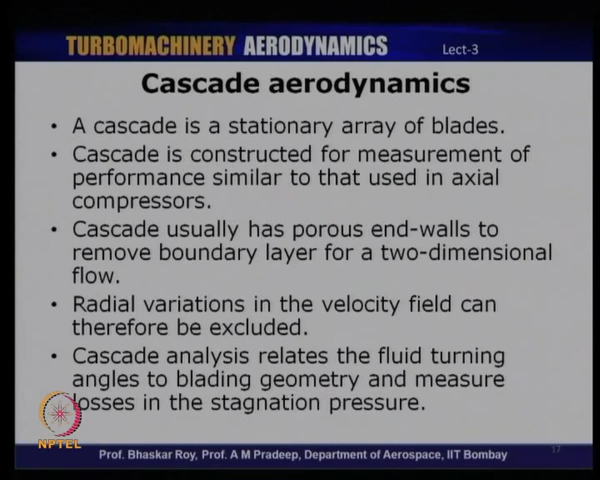 TURBOMACHINERY AERODYNAMICS Lect-3
Cascade aerodynamics
• A cascade is a stationary array of blades.
• Cascade is constructed for measurement of
performance similar to that used in axial
compressors.
• Cascade usually has porous end-walls to
remove boundary layer for a two-dimensional
flow.
• Radial variations in the velocity field can
therefore be excluded.
• Cascade analysis relates the fluid turning
angles to blading geometry and measure
losses in the stagnation pressure.
NPTEL
Prof. Bhaskar Roy, Prof. A M Pradeep, Department of Aerospace, IIT Bombay
17